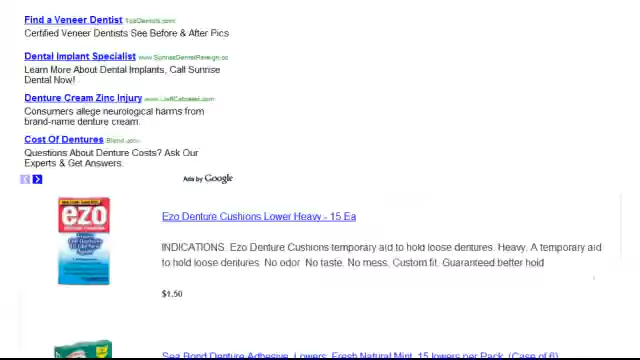 Find a Veneer Dentist
Certified Veneer Dentists See Before & After Pics
Dental Implant Specialist
Learn More About Dental Implants, Call Sunrise
Dental Now!
Denture Cream Zinc Injury
Consumers allege neurological harms from
brand-name denture cream.
Cost Of Dentures
Questions About Denture Costs? Ask Our
Experts & Get Answers.
Ads by Google
ezo
Ezo Denture Cushions Lower Heavy - 15 Ea
INDICATIONS: Ezo Denture Cushions temporary aid to hold loose dentures. Heavy. A temporary aid
to hold loose dentures. No odor. No taste. No mess. Custom fit. Guaranteed better hold
$1.50
Sea Bond Denture Adhesive, Lowers, Fresh Natural Mint, 15 lowers per Pack, (Case of 6)